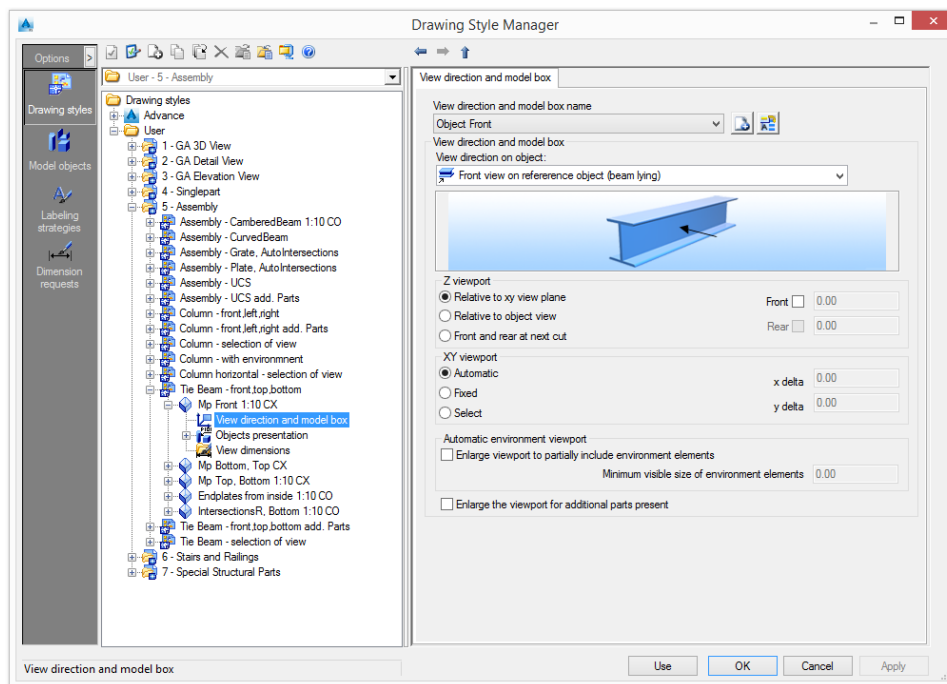 Drawing Style Manager
Options
Drawing styles
Model objects
Labeling
strategies
Dimension
requests
User - 5 - Assembly
Drawing styles
Advance
User
1 - GA 3D View
2 - GA Detail View
3 - GA Elevation View
4 - Singlepart
5 - Assembly
Assembly - CamberedBeam 1:10 CO
Assembly - CurvedBeam
Assembly - Grate, AutoIntersections
Assembly - Plate, AutoIntersections
Assembly - UCS
Assembly - UCS add. Parts
Column - front,left,right
Column - front,left,right add. Parts
Column - selection of view
Column - with environmnent
Column horizontal - selection of view
Tie Beam - front,top,bottom
Mp Front 1:10 CX
View direction and model box
Objects presentation
View dimensions
Mp Bottom, Top CX
Mp Top, Bottom 1:10 CX
Endplates from inside 1:10 CO
IntersectionsR, Bottom 1:10 CO
Tie Beam - front,top,bottom add. Parts
Tie Beam - selection of view
6 - Stairs and Railings
7 - Special Structural Parts
View direction and model box
View direction and model box name
Object Front
View direction and model box
View direction on object:
Front view on refererence object (beam lying)
Z viewport
Relative to xy view plane
Front 0.00
Relative to object view
Rear 0.00
Front and rear at next cut
XY viewport
Automatic
x delta 0.00
Fixed
y delta 0.00
Select
Automatic environment viewport
Enlarge viewport to partially include environment elements
Minimum visible size of environment elements 0.00
Enlarge the viewport for additional parts present
View direction and model box
Use OK Cancel Apply